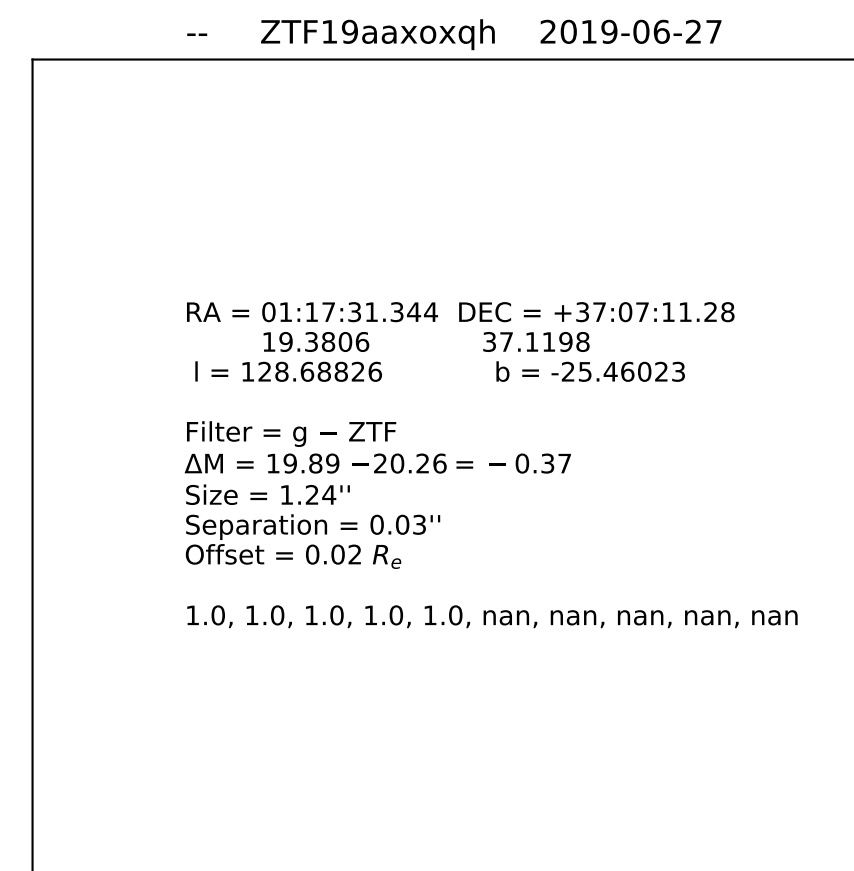 -- ZTF19aaxoxqh 2019-06-27
RA = 01:17:31.344 DEC = +37:07:11.28
19.3806 37.1198
l = 128.68826 b = -25.46023
Filter = g − ZTF
ΔM = 19.89 −20.26 = − 0.37
Size = 1.24''
Separation = 0.03''
Offset = 0.02 Rₑ
1.0, 1.0, 1.0, 1.0, 1.0, nan, nan, nan, nan, nan